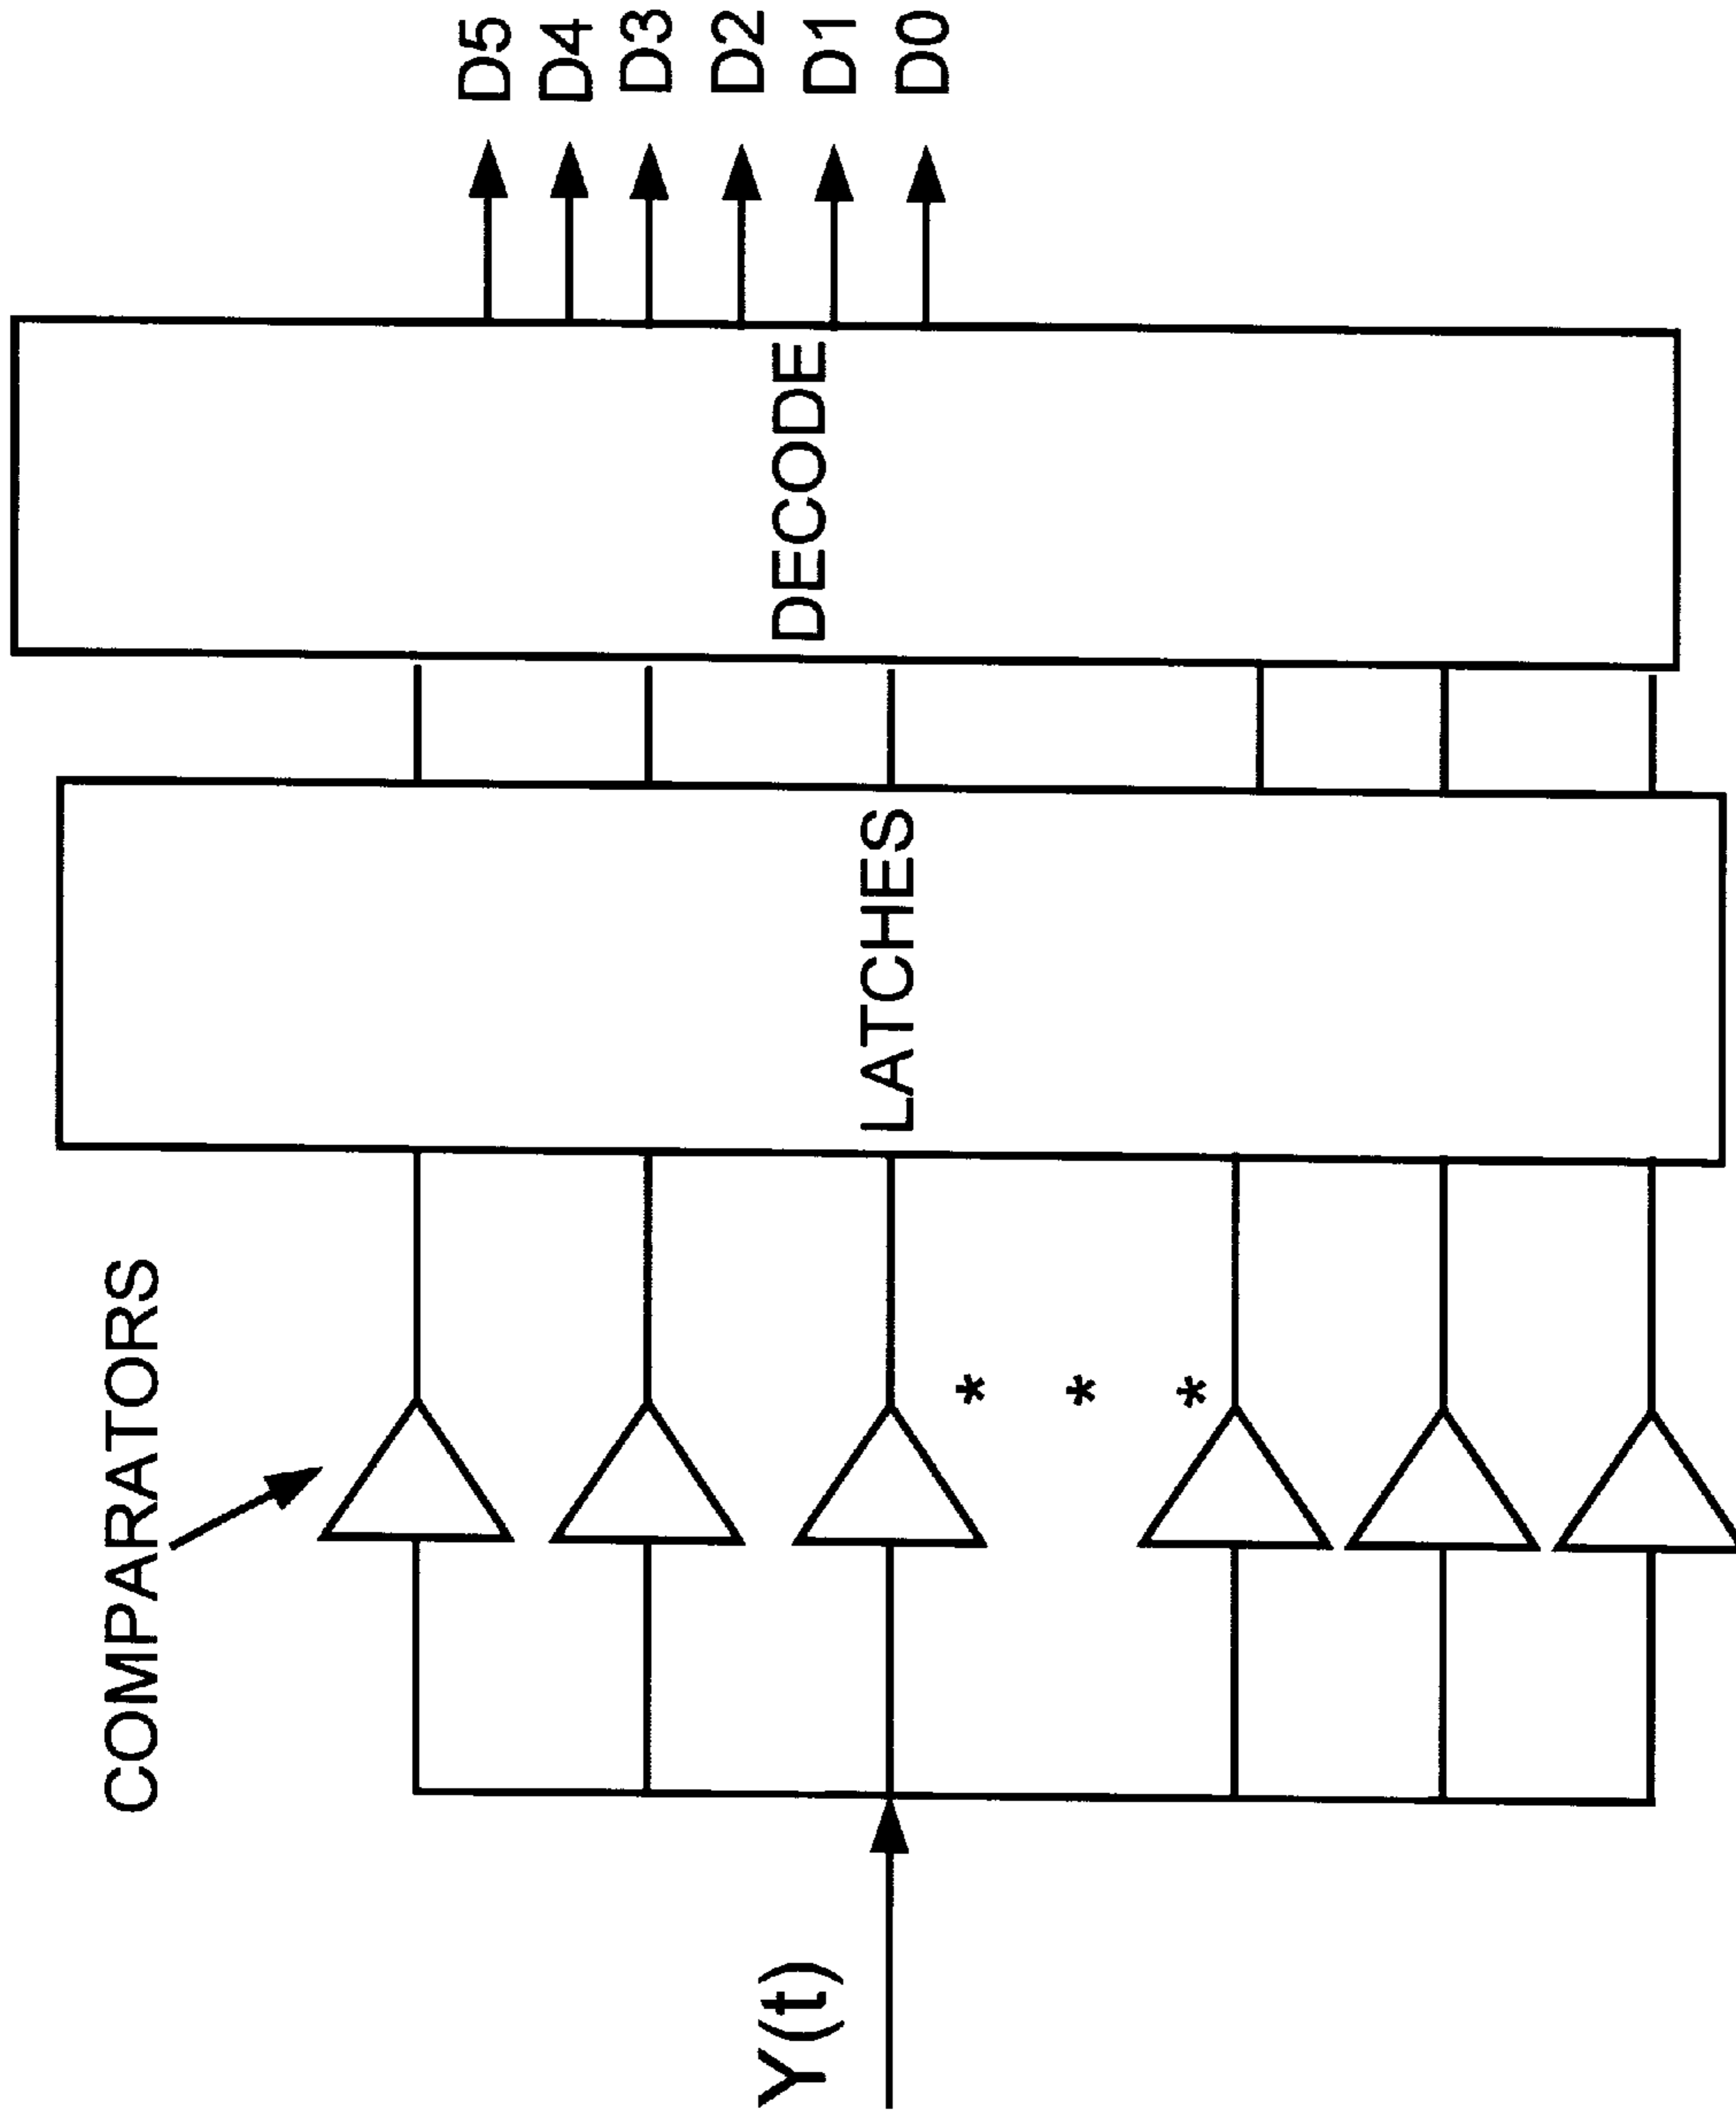 COMPARATORS
Y(t)
* * *
LATCHES
DECODE
D5
D4
D3
D2
D1
D0